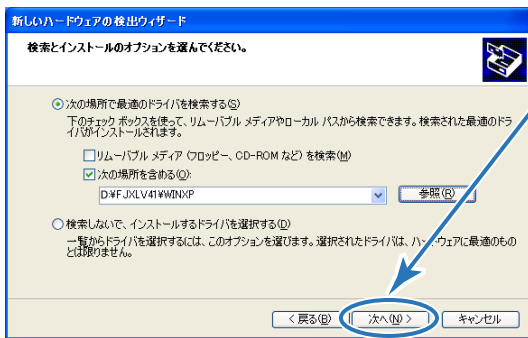 新しいハードウェアの検出ウィザード
検索とインストールのオプションを選んでください。
次の場所で最適のドライバを検索する(S)
下のチェック ボックスを使って、リムーバブル メディアやローカル パスから検索できます。検索された最適のドラ
イバがインストールされます。
リムーバブル メディア (フロッピー、CD-ROM など) を検索(M)
次の場所を含める(O):
D:¥FJXLV41¥WINXP
参照(R)
検索しないで、インストールするドライバを選択する(D)
一覧からドライバを選択するには、このオプションを選びます。選択されたドライバは、ハードウェアに最適のもの
とは限りません。
< 戻る(B)
次へ(N) >
キャンセル